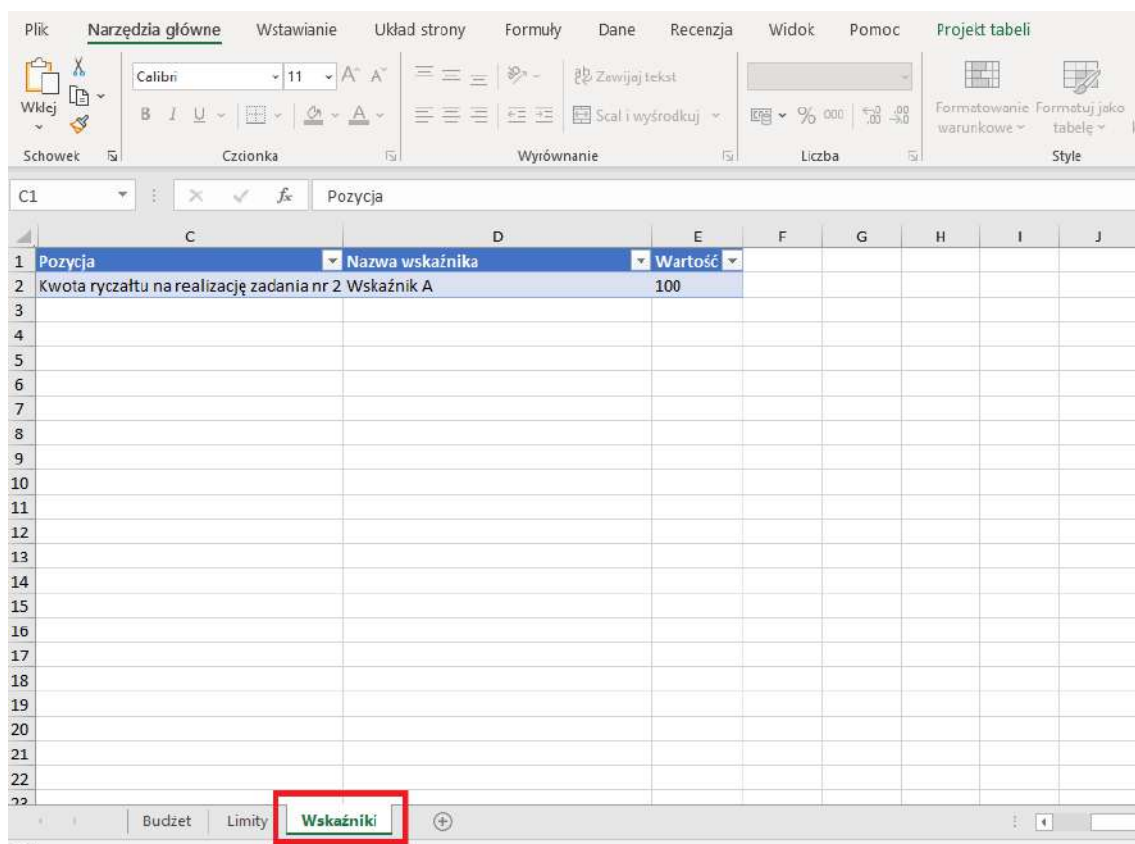 Plik Narzędzia główne Wstawianie Układ strony Formuły Dane Recenzja Widok Pomoc Projekt tabeli
Calibri 11 A A Zawijaj tekst
Wklej B I U A Scal i wyśrodkuj % 000 Formatowanie Formatuj jako
warunkowe tabelę
Schowek Czcionka Wyrównanie Liczba Style
C1 fx Pozycja
C D E F G H I J
1 Pozycja Nazwa wskaźnika Wartość
2 Kwota ryczałtu na realizację zadania nr 2 Wskaźnik A 100
3
4
5
6
7
8
9
10
11
12
13
14
15
16
17
18
19
20
21
22
23
Budżet Limity Wskaźniki